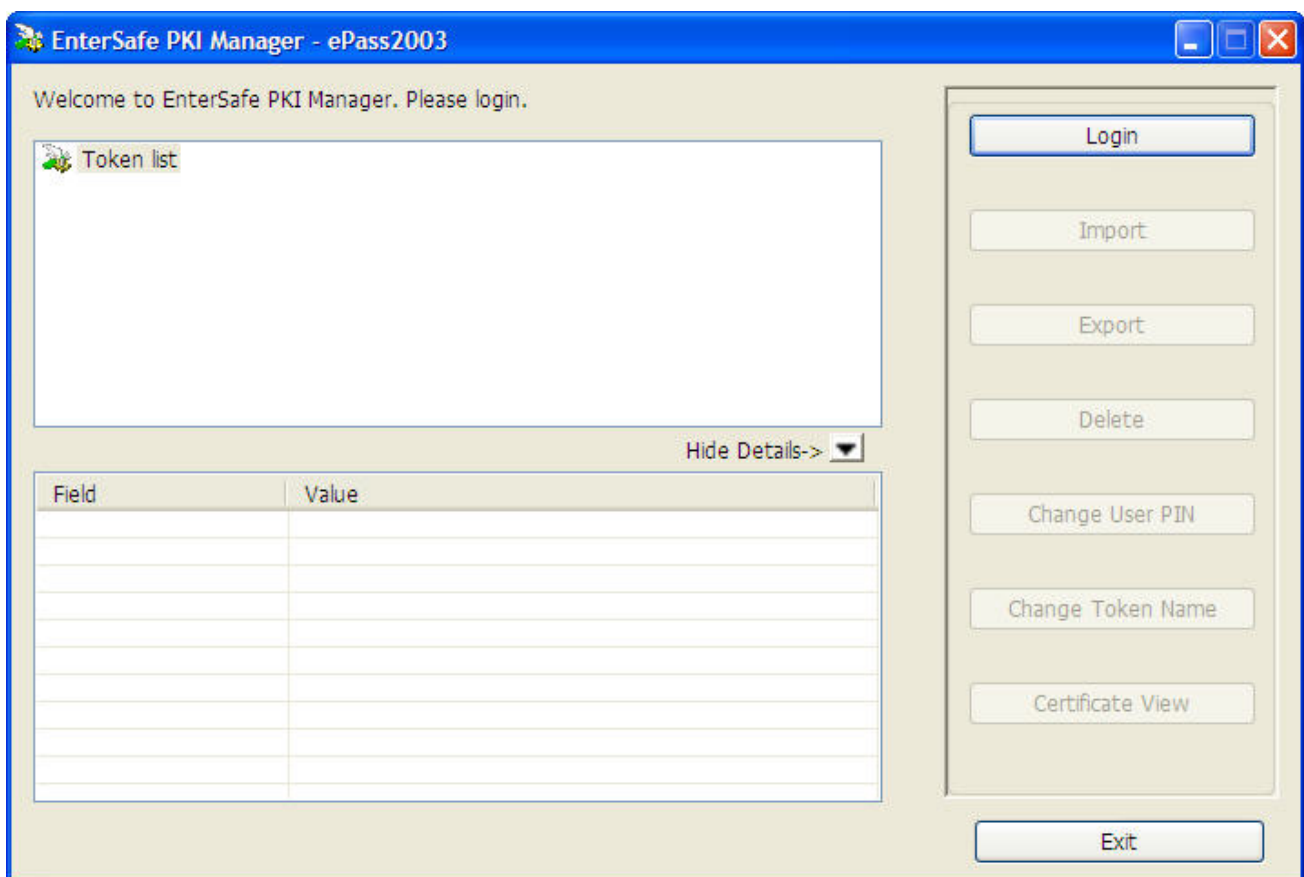 EnterSafe PKI Manager - ePass2003
Welcome to EnterSafe PKI Manager. Please login.
Token list
Hide Details->
Field Value
Login
Import
Export
Delete
Change User PIN
Change Token Name
Certificate View
Exit